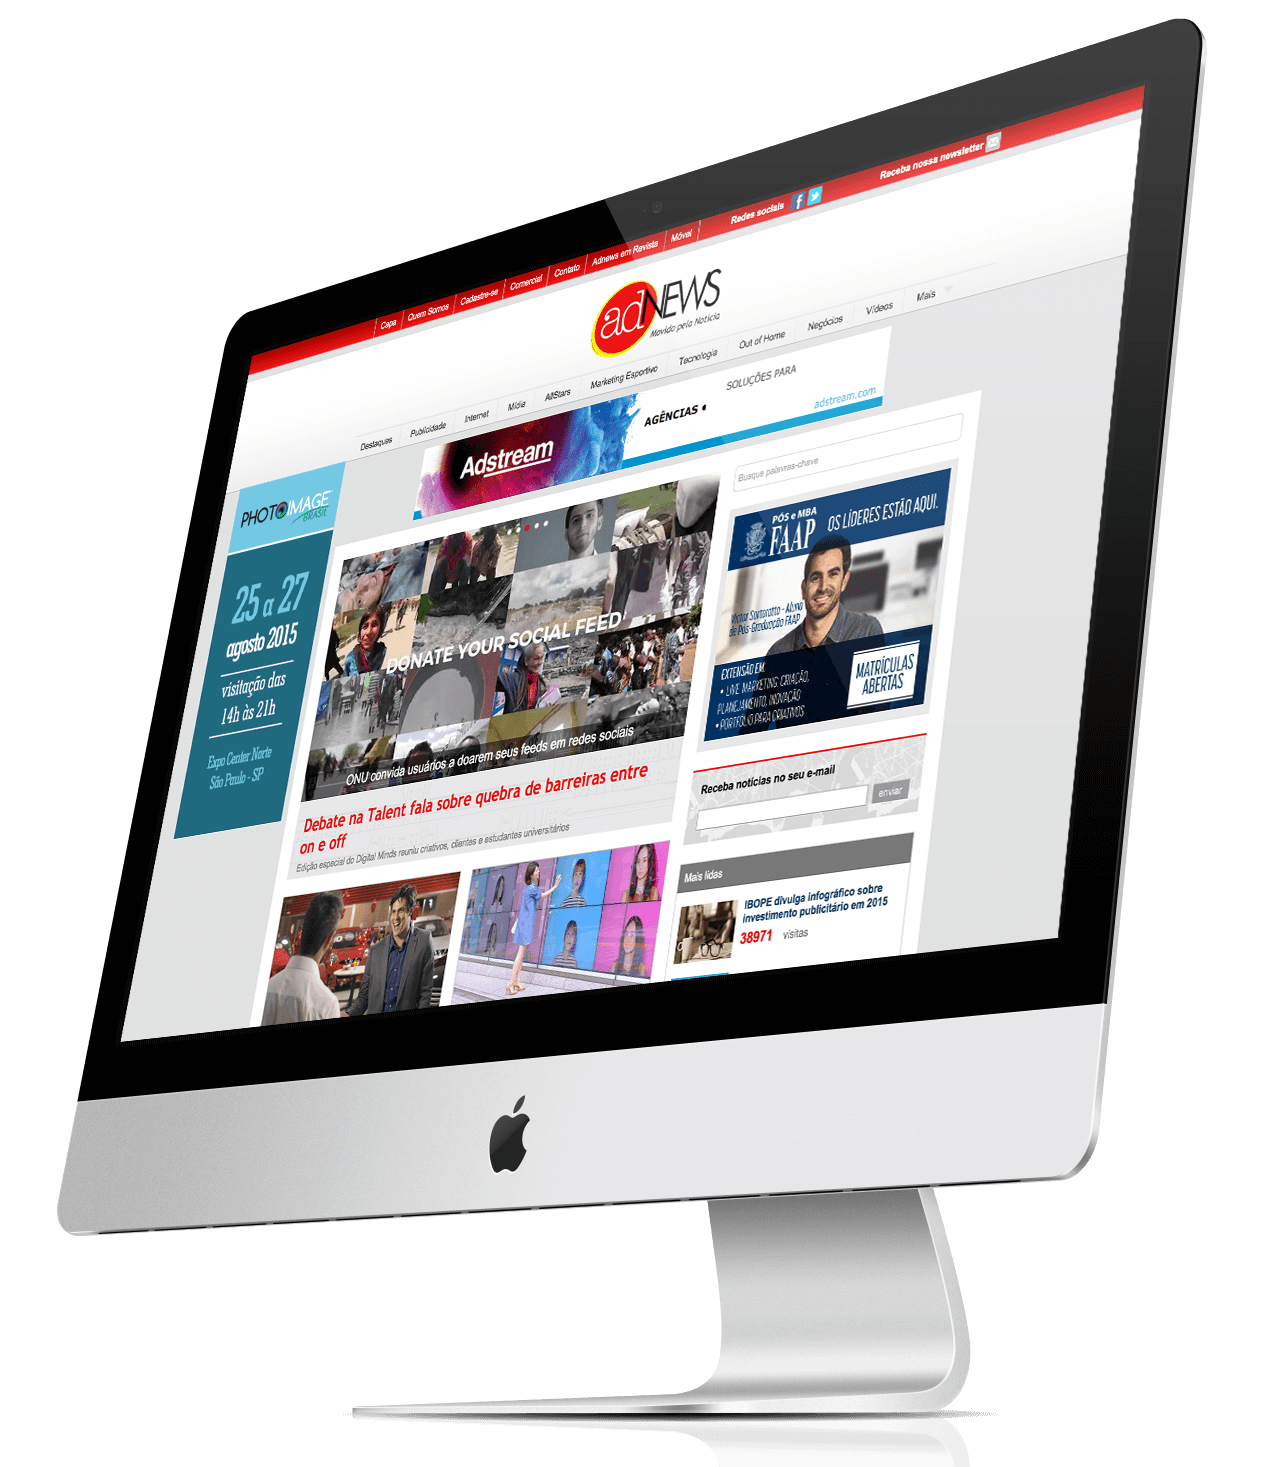 Capa
Quem Somos
Cadastre-se
Comercial
Contato
Adnews em Revista
Móvel
Redes sociais
f
Receba nossa newsletter
adNEWS
Movido pela Notícia
Destaques
Publicidade
Internet
Mídia
AllStars
Marketing Esportivo
Tecnologia
Out of Home
Negócios
Vídeos
Mais
Adstream
AGÊNCIAS •
SOLUÇÕES PARA
adstream.com
PHOTOIMAGE
BRASIL
25 a 27
agosto 2015
visitação das
14h às 21h
Expo Center Norte
São Paulo - SP
DONATE YOUR SOCIAL FEED
ONU convida usuários a doarem seus feeds em redes sociais
Debate na Talent fala sobre quebra de barreiras entre
on e off
Edição especial do Digital Minds reuniu criativos, clientes e estudantes universitários
Busque palavras-chave
PÓS e MBA
FAAP
OS LÍDERES ESTÃO AQUI.
Victor Santoratto - Aluno
de Pós-Graduação FAAP
EXTENSÃO EM:
• LIVE MARKETING: CRIAÇÃO,
PLANEJAMENTO, INOVAÇÃO
• PORTFOLIO PARA CRIATIVOS
MATRÍCULAS
ABERTAS
Receba notícias no seu e-mail
enviar
Mais lidas
IBOPE divulga infográfico sobre
investimento publicitário em 2015
38971 visitas